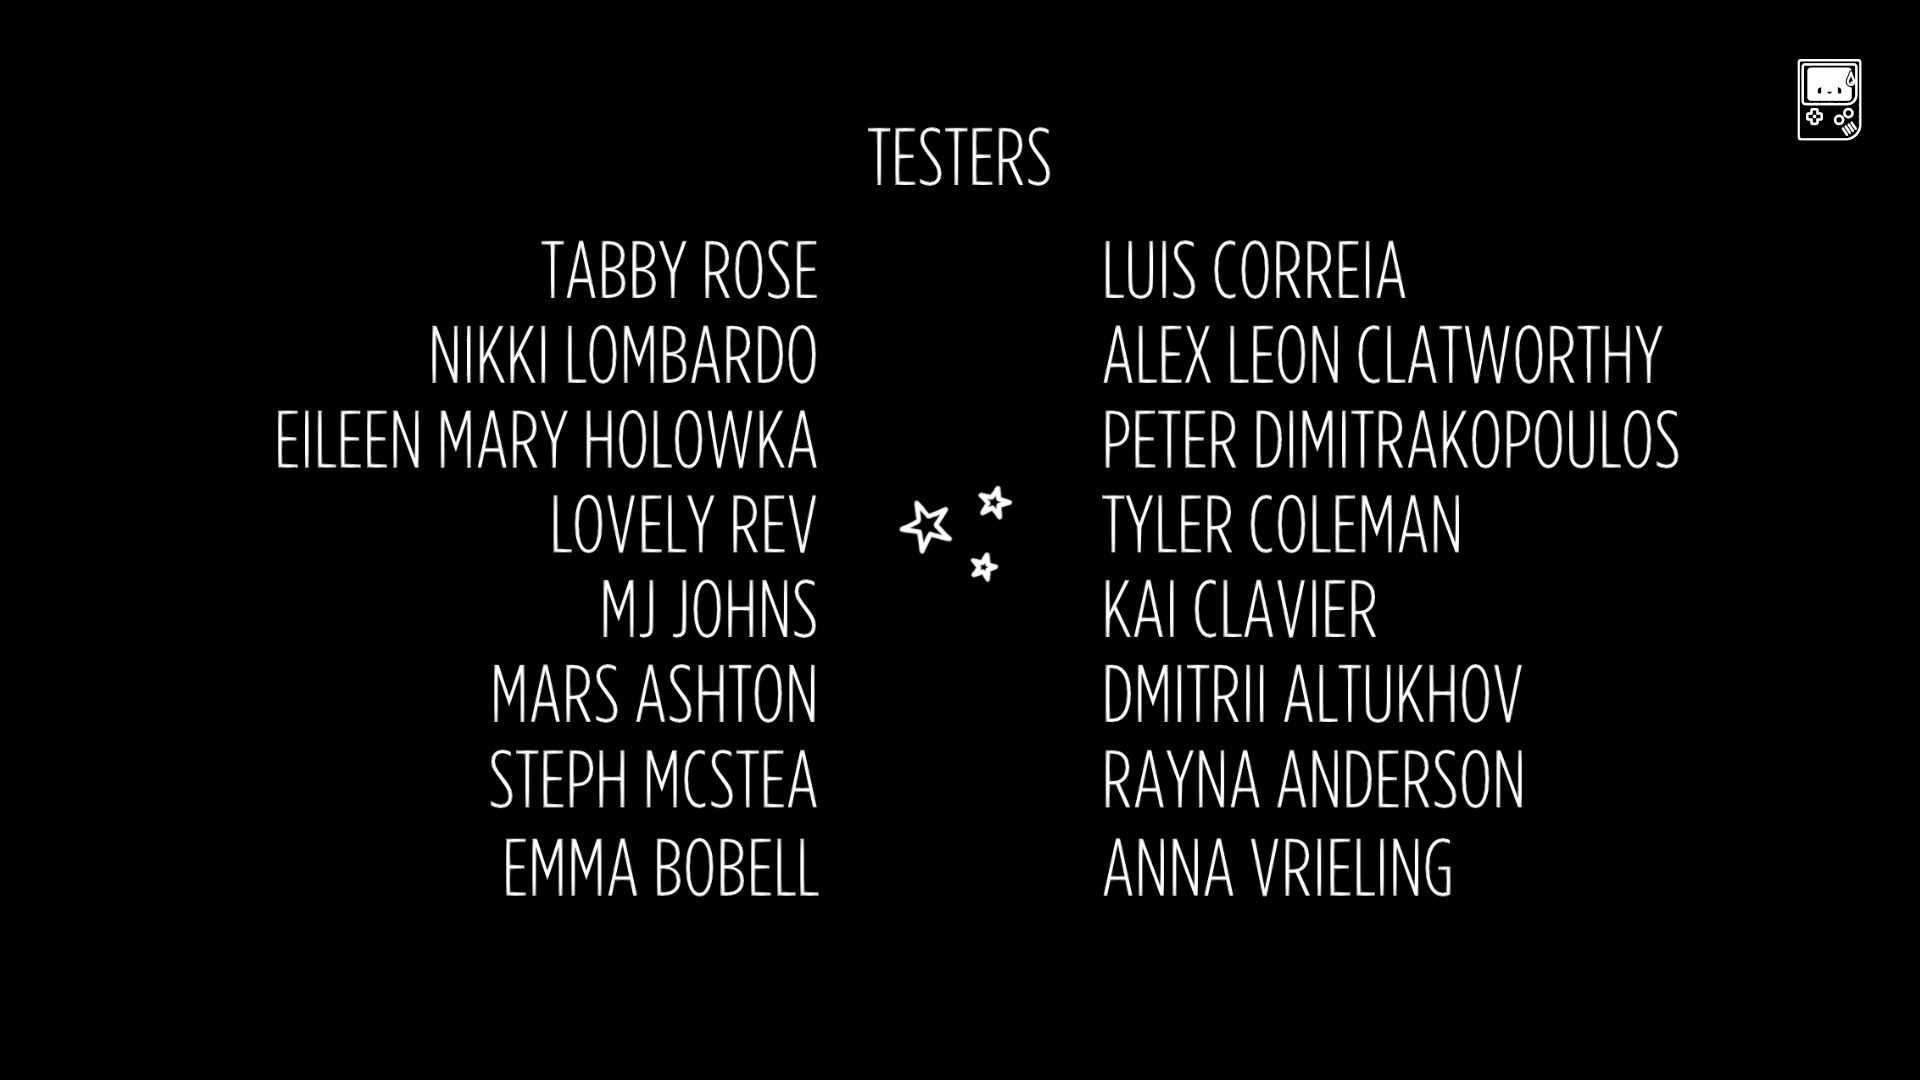 TESTERS
TABBY ROSE
NIKKI LOMBARDO
EILEEN MARY HOLOWKA
LOVELY REV
MJ JOHNS
MARS ASHTON
STEPH MCSTEA
EMMA BOBELL
LUIS CORREIA
ALEX LEON CLATWORTHY
PETER DIMITRAKOPOULOS
TYLER COLEMAN
KAI CLAVIER
DMITRII ALTUKHOV
RAYNA ANDERSON
ANNA VRIELING